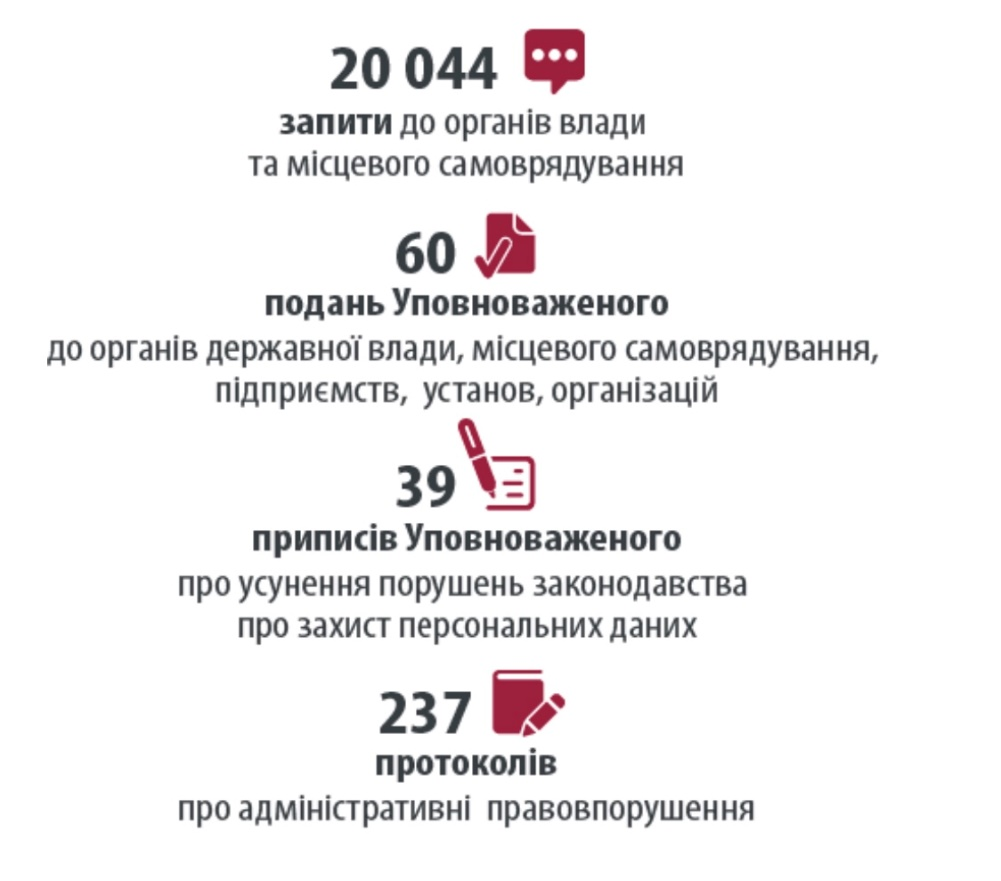 20 044
запити до органів влади
та місцевого самоврядування
60
подань Уповноваженого
до органів державної влади, місцевого самоврядування,
підприємств, установ, організацій
39
приписів Уповноваженого
про усунення порушень законодавства
про захист персональних даних
237
протоколів
про адміністративні правовпорушення